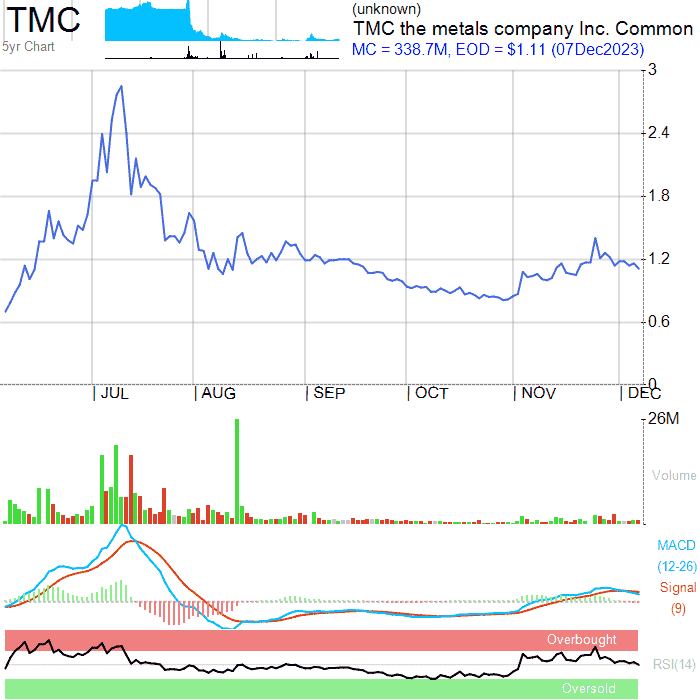 TMC
5yr Chart
(unknown)
TMC the metals company Inc. Common
MC = 338.7M, EOD = $1.11 (07Dec2023)
3
2.4
1.8
1.2
0.6
0
JUL AUG SEP OCT NOV DEC
26M
Volume
MACD
(12-26)
Signal
(9)
Overbought
RSI(14)
Oversold